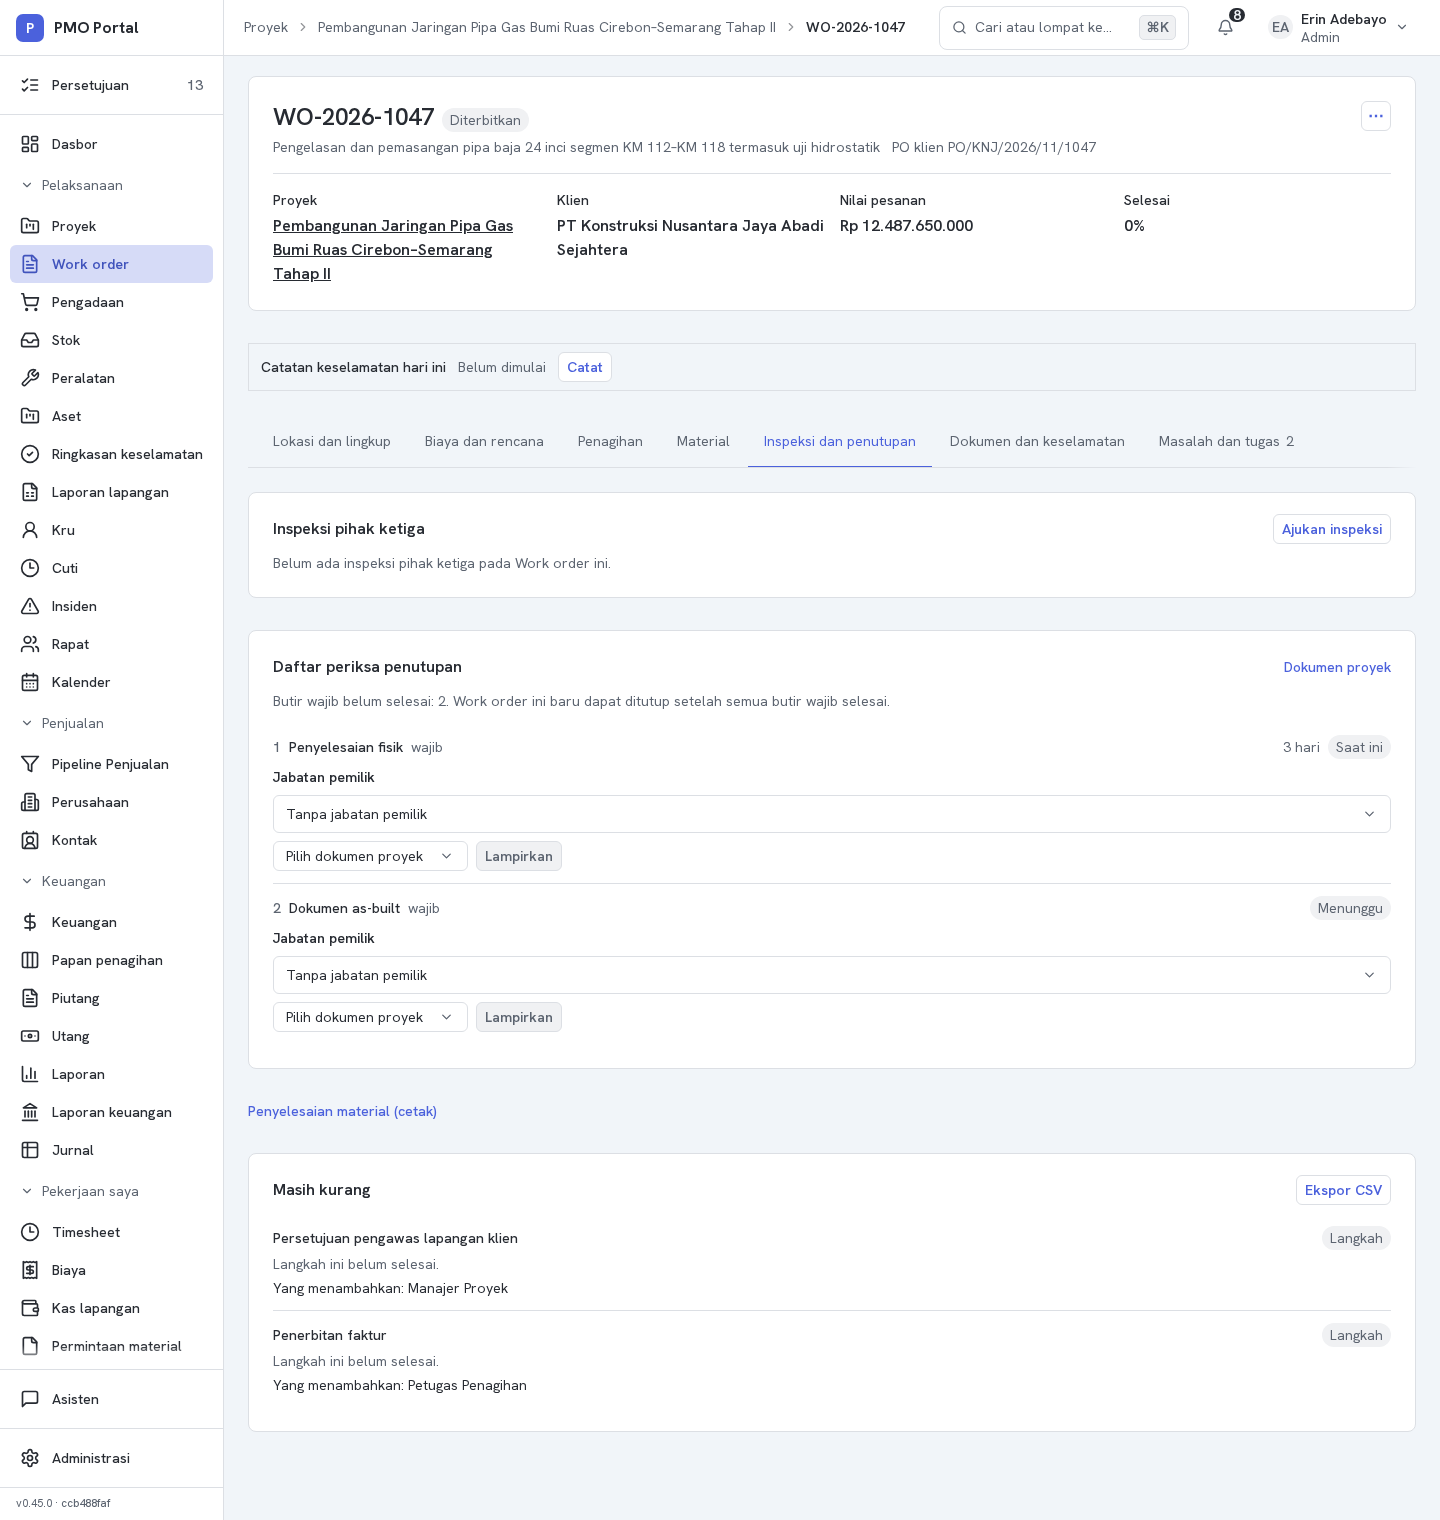 P PMO Portal
Proyek > Pembangunan Jaringan Pipa Gas Bumi Ruas Cirebon–Semarang Tahap II > WO-2026-1047
Cari atau lompat ke... ⌘K
8
EA Erin Adebayo
Admin
Persetujuan 13
Dasbor
Pelaksanaan
Proyek
Work order
Pengadaan
Stok
Peralatan
Aset
Ringkasan keselamatan
Laporan lapangan
Kru
Cuti
Insiden
Rapat
Kalender
Penjualan
Pipeline Penjualan
Perusahaan
Kontak
Keuangan
Keuangan
Papan penagihan
Piutang
Utang
Laporan
Laporan keuangan
Jurnal
Pekerjaan saya
Timesheet
Biaya
Kas lapangan
Permintaan material
Asisten
Administrasi
v0.45.0 · ccb488faf
WO-2026-1047 Diterbitkan
Pengelasan dan pemasangan pipa baja 24 inci segmen KM 112–KM 118 termasuk uji hidrostatik PO klien PO/KNJ/2026/11/1047
Proyek
Pembangunan Jaringan Pipa Gas
Bumi Ruas Cirebon–Semarang
Tahap II
Klien
PT Konstruksi Nusantara Jaya Abadi
Sejahtera
Nilai pesanan
Rp 12.487.650.000
Selesai
0%
Catatan keselamatan hari ini Belum dimulai Catat
Lokasi dan lingkup Biaya dan rencana Penagihan Material Inspeksi dan penutupan Dokumen dan keselamatan Masalah dan tugas 2
Inspeksi pihak ketiga Ajukan inspeksi
Belum ada inspeksi pihak ketiga pada Work order ini.
Daftar periksa penutupan Dokumen proyek
Butir wajib belum selesai: 2. Work order ini baru dapat ditutup setelah semua butir wajib selesai.
1 Penyelesaian fisik wajib 3 hari Saat ini
Jabatan pemilik
Tanpa jabatan pemilik
Pilih dokumen proyek Lampirkan
2 Dokumen as-built wajib Menunggu
Jabatan pemilik
Tanpa jabatan pemilik
Pilih dokumen proyek Lampirkan
Penyelesaian material (cetak)
Masih kurang Ekspor CSV
Persetujuan pengawas lapangan klien Langkah
Langkah ini belum selesai.
Yang menambahkan: Manajer Proyek
Penerbitan faktur Langkah
Langkah ini belum selesai.
Yang menambahkan: Petugas Penagihan